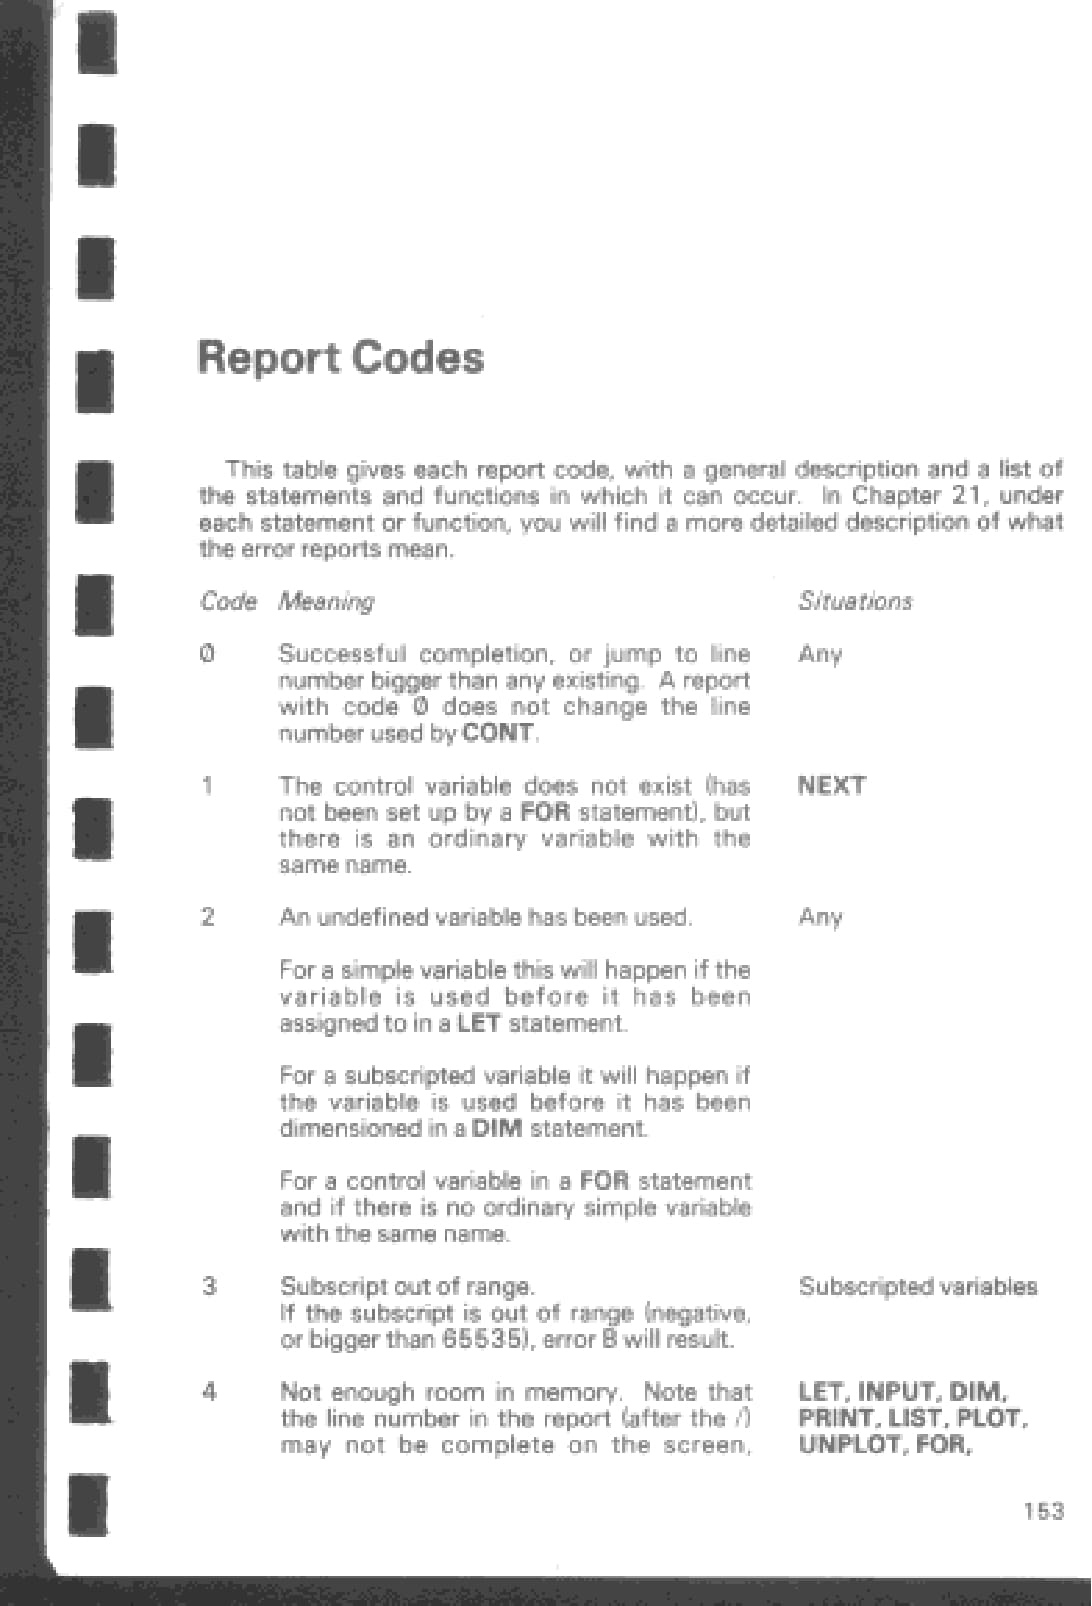 Report Codes
This table gives each report code, with a general description and a list of
the statements and functions in which it can occur. In Chapter 21, under
each statement or function, you will find a more detailed description of what
the error reports mean.
Code Meaning Situations
0 Successful completion, or jump to line Any
number bigger than any existing. A report
with code 0 does not change the line
number used by CONT.
1 The control variable does not exist (has NEXT
not been set up by a FOR statement), but
there is an ordinary variable with the
same name.
2 An undefined variable has been used. Any
For a simple variable this will happen if the
variable is used before it has been
assigned to in a LET statement.
For a subscripted variable it will happen if
the variable is used before it has been
dimensioned in a DIM statement.
For a control variable in a FOR statement
and if there is no ordinary simple variable
with the same name.
3 Subscript out of range. Subscripted variables
If the subscript is out of range (negative,
or bigger than 65535), error B will result.
4 Not enough room in memory. Note that LET, INPUT, DIM,
the line number in the report (after the /) PRINT, LIST, PLOT,
may not be complete on the screen, UNPLOT, FOR,
153